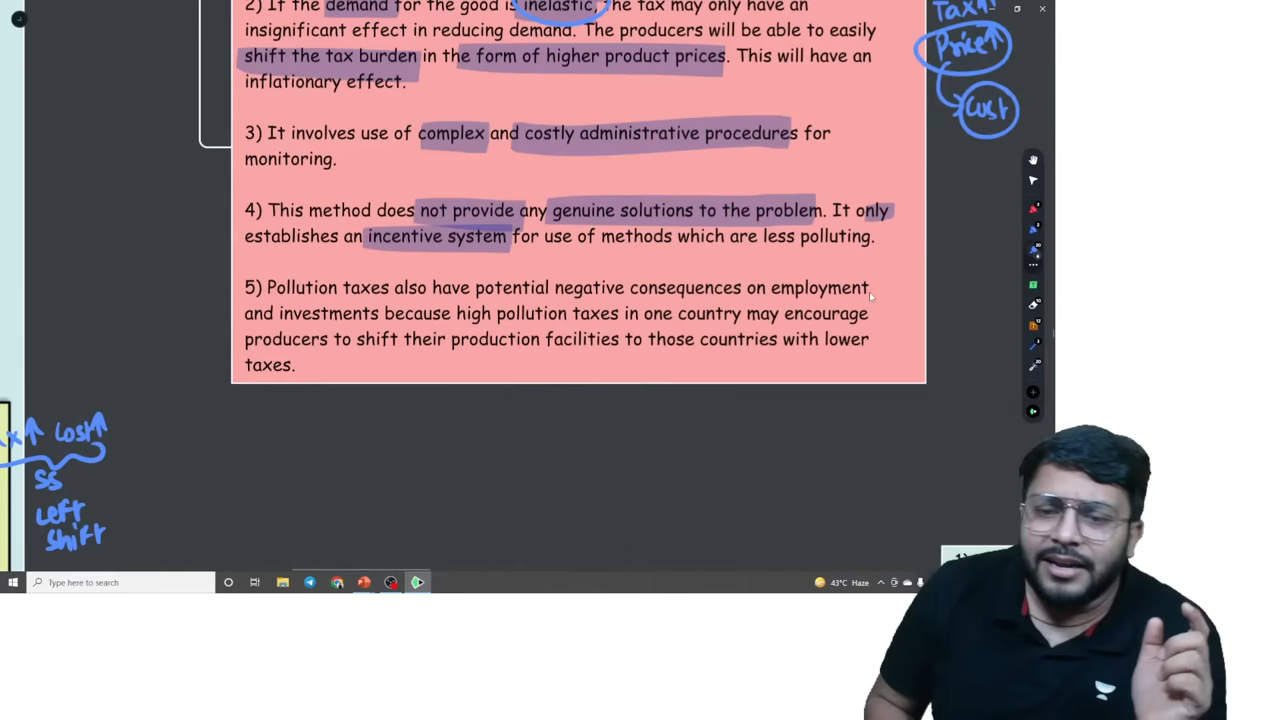 2) If the demand for the good is inelastic, the tax may only have an
insignificant effect in reducing demand. The producers will be able to easily
shift the tax burden in the form of higher product prices. This will have an
inflationary effect.
3) It involves use of complex and costly administrative procedures for
monitoring.
4) This method does not provide any genuine solutions to the problem. It only
establishes an incentive system for use of methods which are less polluting.
5) Pollution taxes also have potential negative consequences on employment
and investments because high pollution taxes in one country may encourage
producers to shift their production facilities to those countries with lower
taxes.
Tax↑
Price↑
Cost
x↑ Cost↑
SS
Left
Shift
Type here to search
43°C Haze